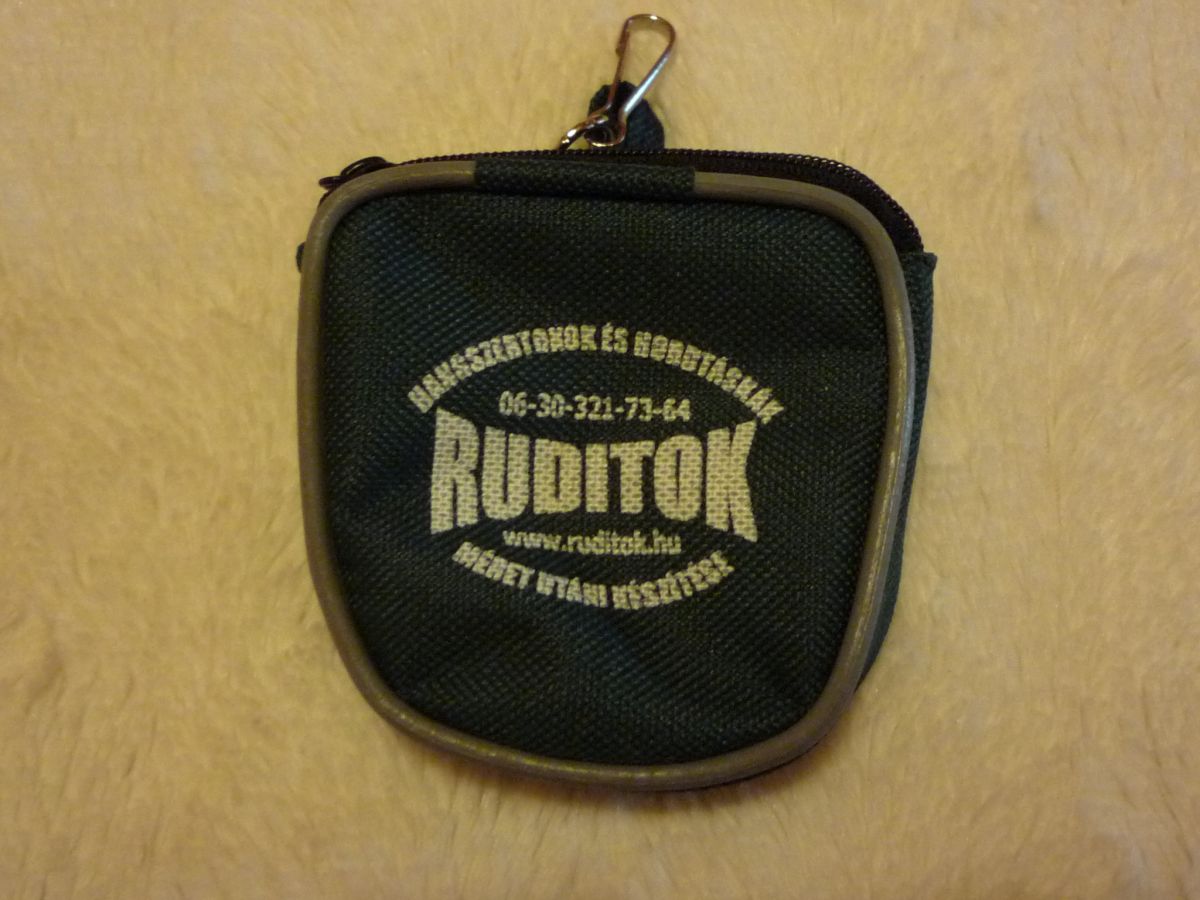 HANGSZERTOKOK ÉS HORDTÁSKÁK
06-30-321-73-64
RUDITOK
www.ruditok.hu
MÉRET UTÁNI KÉSZÍTÉSE